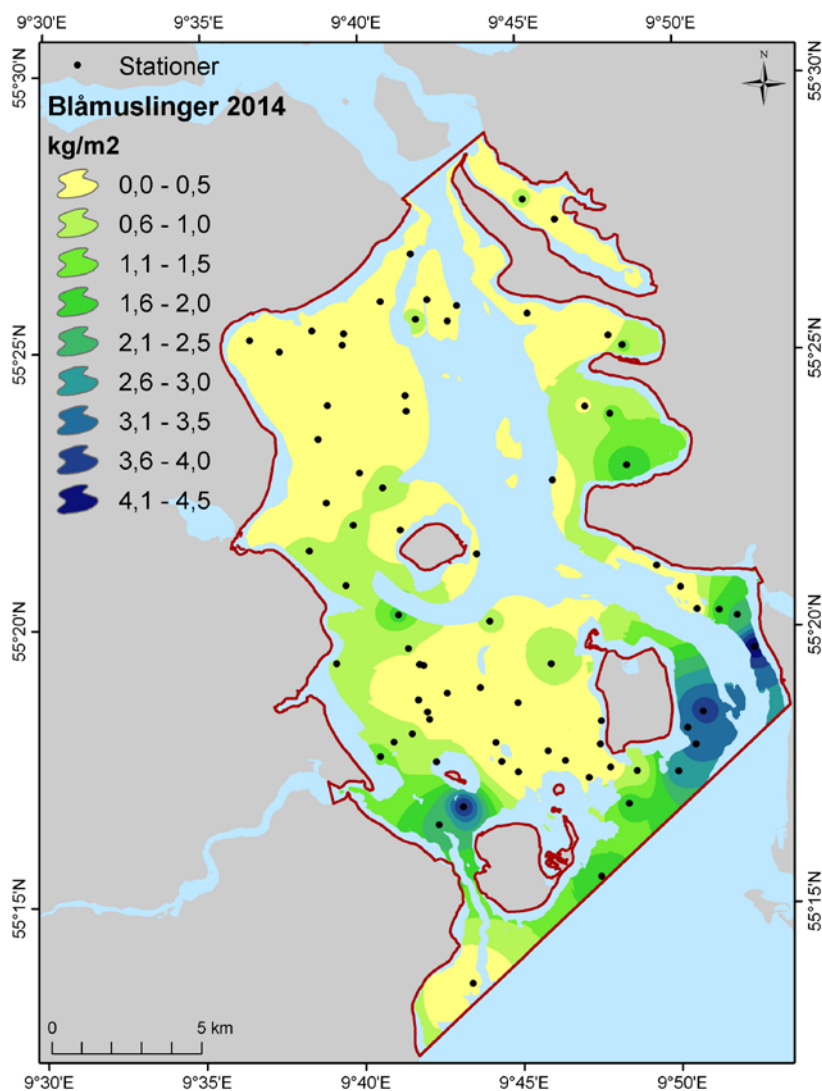 9°30'E 9°40'E 9°45'E 9°50'E
55°30'N 55°30'N
N
Stationer
Blåmuslinger 2014
kg/m2
0,0 - 0,5
0,6 - 1,0
1,1 - 1,5
1,6 - 2,0
2,1 - 2,5
2,6 - 3,0
3,1 - 3,5
3,6 - 4,0
4,1 - 4,5
55°25'N 55°25'N
55°20'N 55°20'N
55°15'N 55°15'N
0 5 km
9°30'E 9°35'E 9°40'E 9°45'E 9°50'E